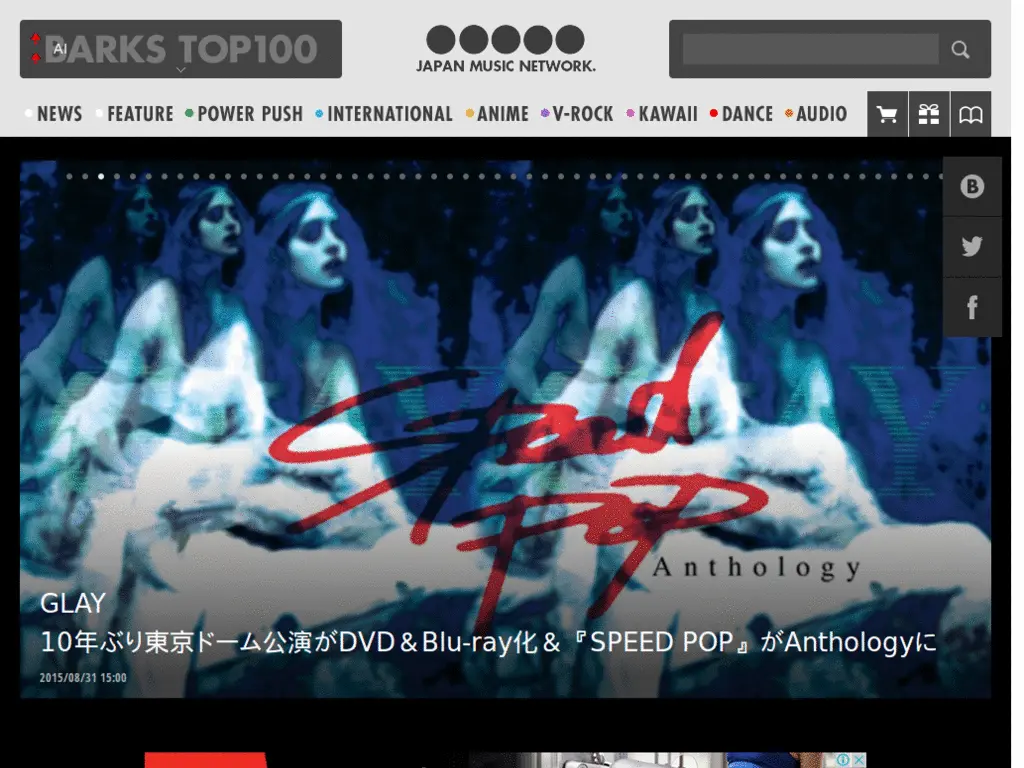 BARKS TOP100
AI
JAPAN MUSIC NETWORK.
NEWS FEATURE POWER PUSH INTERNATIONAL ANIME V-ROCK KAWAII DANCE AUDIO
B
Speed
Pop
Anthology
GLAY
10年ぶり東京ドーム公演がDVD＆Blu-ray化＆『SPEED POP』がAnthologyに
2015/08/31 15:00